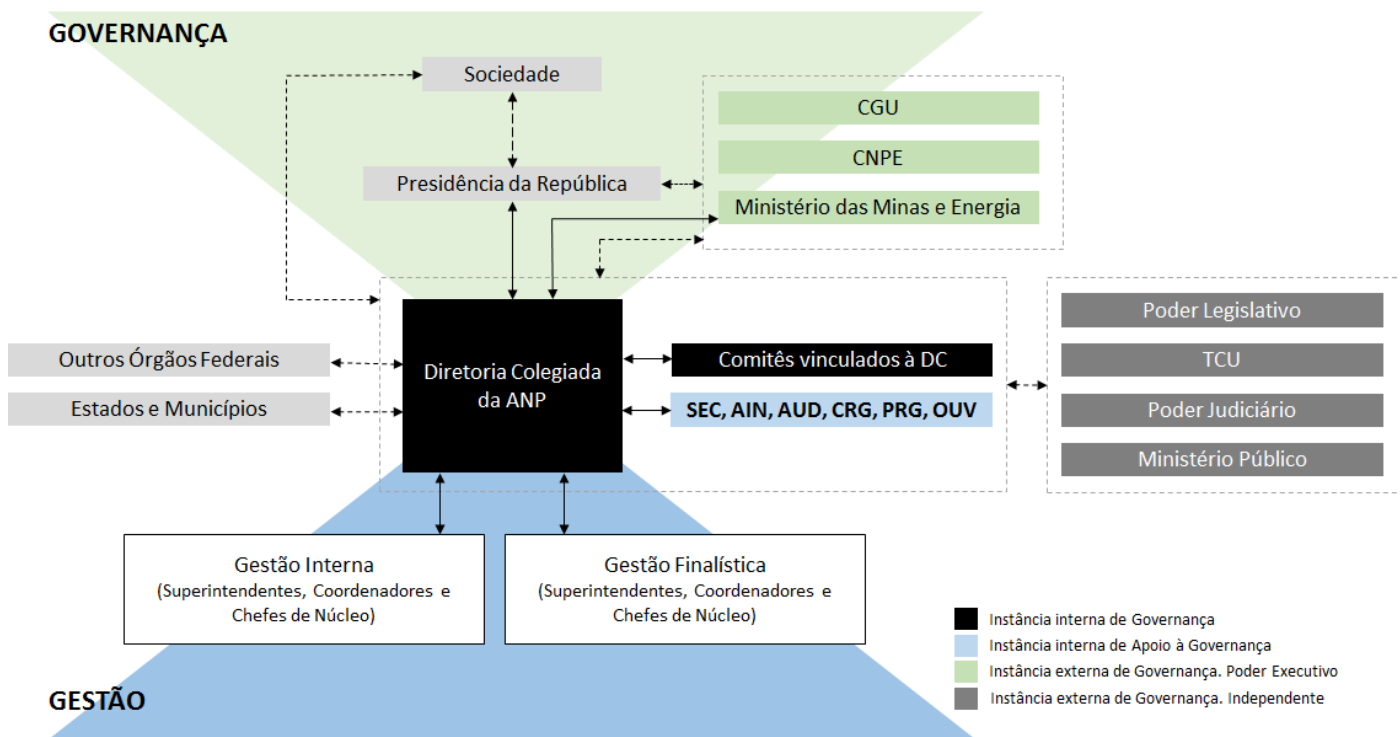 GOVERNANÇA
Sociedade
CGU
CNPE
Presidência da República
Ministério das Minas e Energia
Poder Legislativo
Outros Órgãos Federais
Diretoria Colegiada
da ANP
Comitês vinculados à DC
TCU
Estados e Municípios
SEC, AIN, AUD, CRG, PRG, OUV
Poder Judiciário
Ministério Público
Gestão Interna
(Superintendentes, Coordenadores e
Chefes de Núcleo)
Gestão Finalística
(Superintendentes, Coordenadores e
Chefes de Núcleo)
Instância interna de Governança
Instância interna de Apoio à Governança
Instância externa de Governança. Poder Executivo
Instância externa de Governança. Independente
GESTÃO